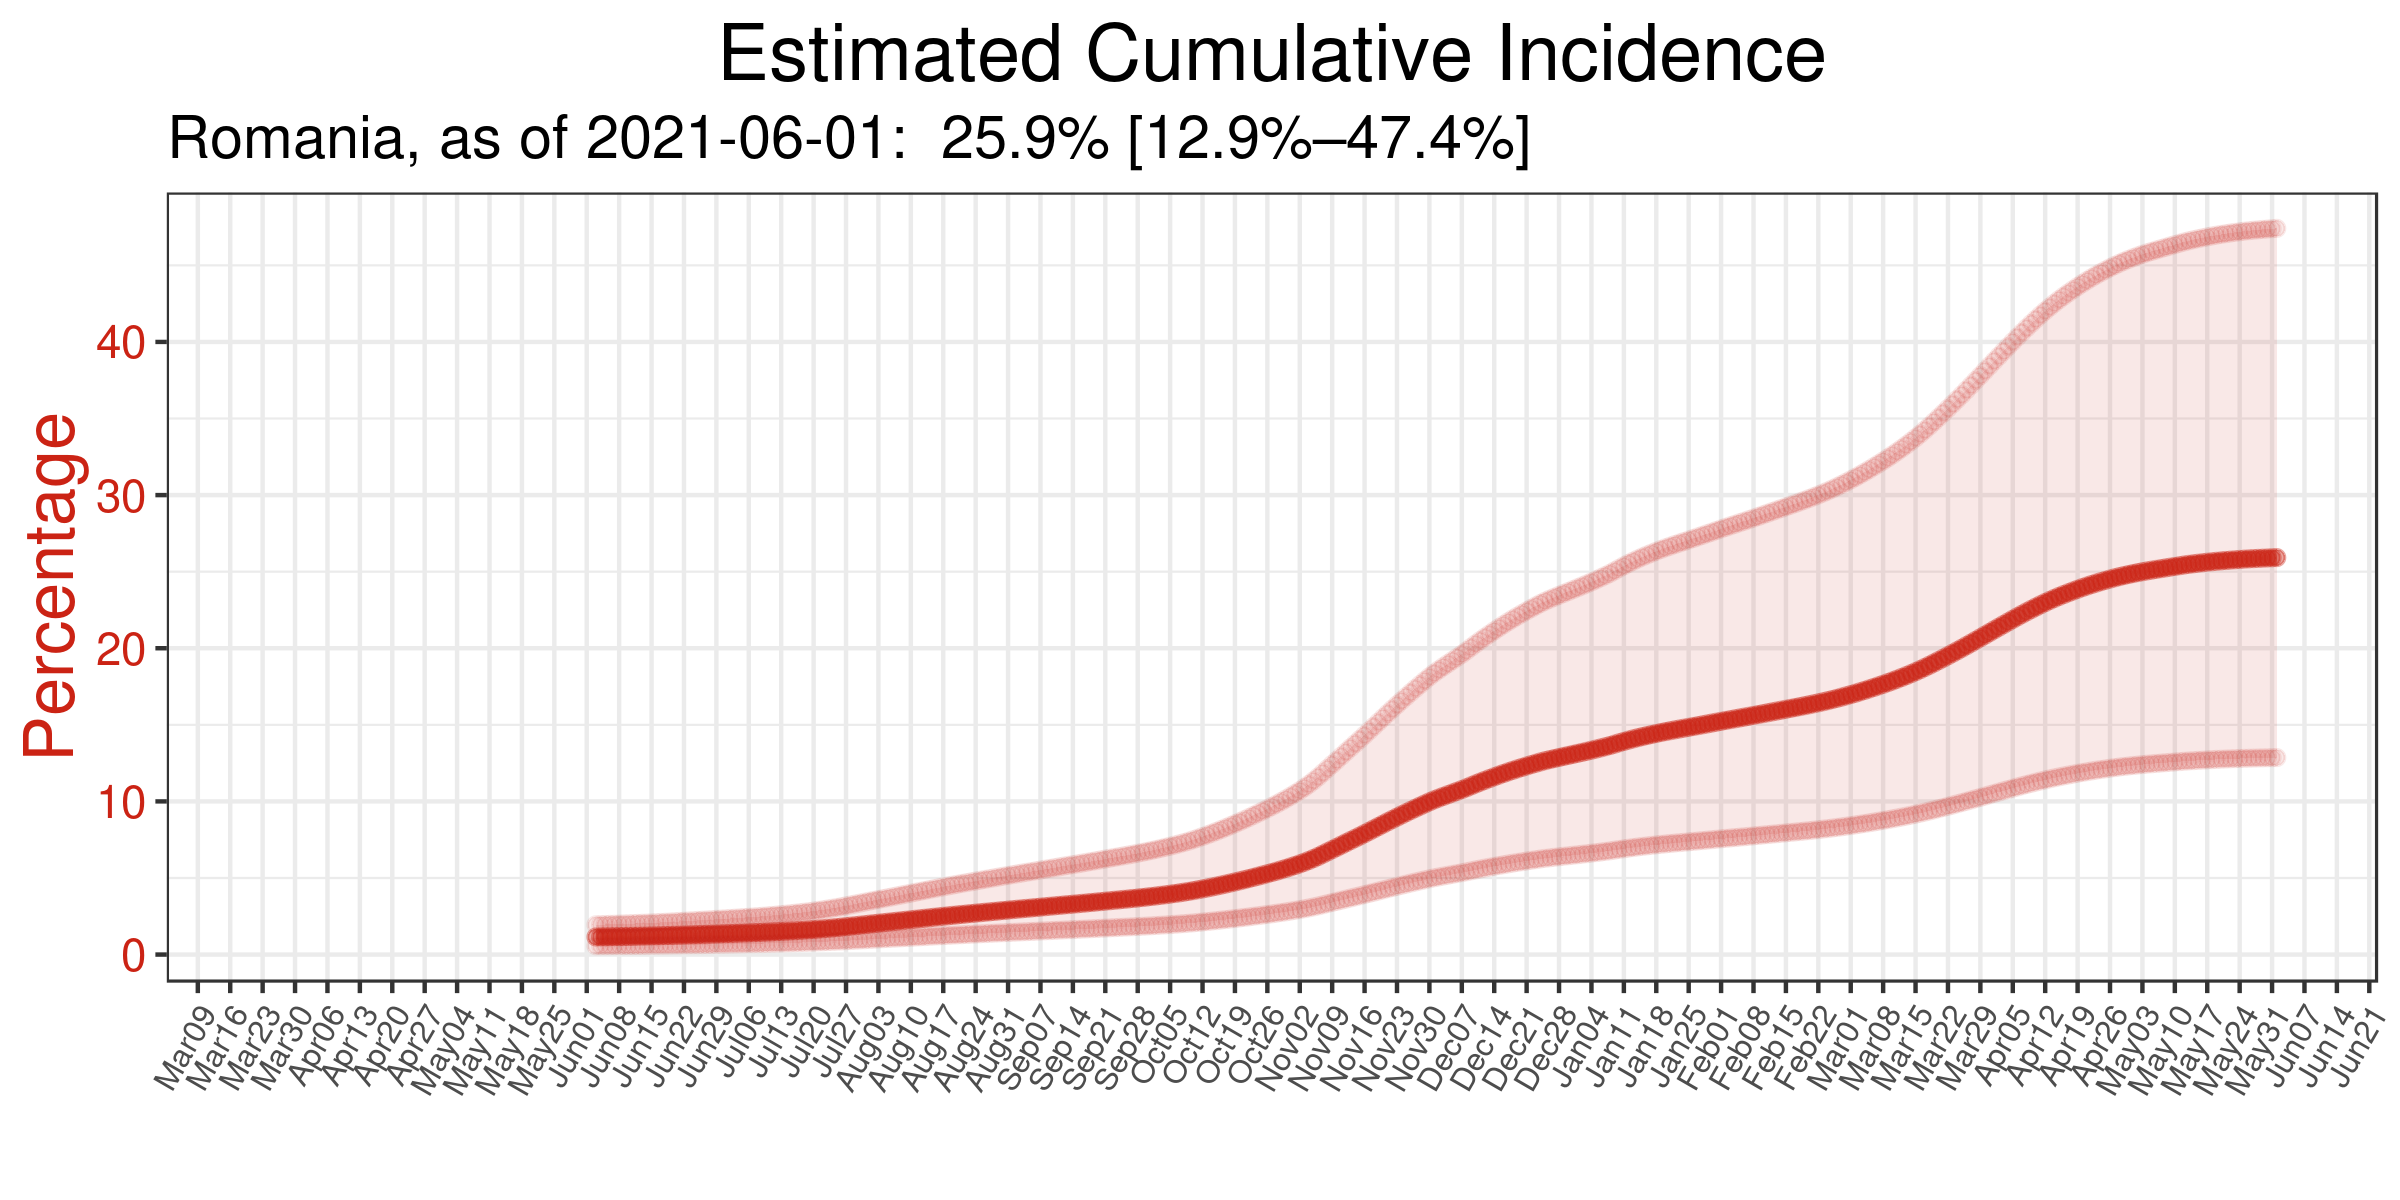 Estimated Cumulative Incidence
Romania, as of 2021-06-01:  25.9% [12.9%–47.4%]
Percentage
40
30
20
10
0
Mar09
Mar16
Mar23
Mar30
Apr06
Apr13
Apr20
Apr27
May04
May11
May18
May25
Jun01
Jun08
Jun15
Jun22
Jun29
Jul06
Jul13
Jul20
Jul27
Aug03
Aug10
Aug17
Aug24
Aug31
Sep07
Sep14
Sep21
Sep28
Oct05
Oct12
Oct19
Oct26
Nov02
Nov09
Nov16
Nov23
Nov30
Dec07
Dec14
Dec21
Dec28
Jan04
Jan11
Jan18
Jan25
Feb01
Feb08
Feb15
Feb22
Mar01
Mar08
Mar15
Mar22
Mar29
Apr05
Apr12
Apr19
Apr26
May03
May10
May17
May24
May31
Jun07
Jun14
Jun21